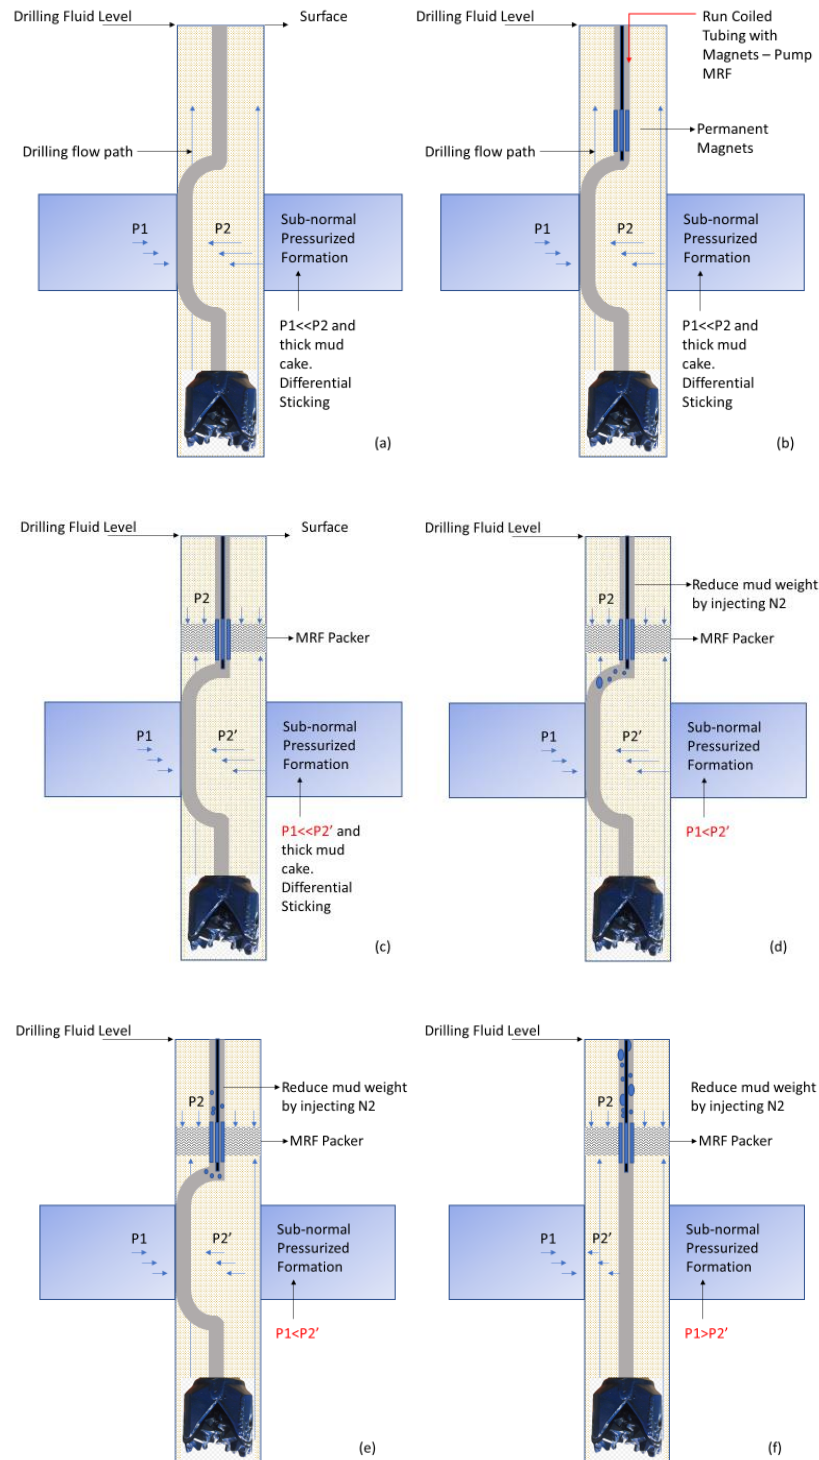 Drilling Fluid Level
Surface
Drilling flow path
P1
P2
Sub-normal
Pressurized
Formation
P1<<P2 and
thick mud
cake.
Differential
Sticking
(a)
Drilling Fluid Level
Run Coiled
Tubing with
Magnets – Pump
MRF
Permanent
Magnets
Drilling flow path
P1
P2
Sub-normal
Pressurized
Formation
P1<<P2 and
thick mud
cake.
Differential
Sticking
(b)
Drilling Fluid Level
Surface
P2
MRF Packer
P1
P2’
Sub-normal
Pressurized
Formation
P1<<P2’ and
thick mud
cake.
Differential
Sticking
(c)
Drilling Fluid Level
Reduce mud weight
by injecting N2
P2
MRF Packer
P1
P2’
Sub-normal
Pressurized
Formation
P1<P2’
(d)
Drilling Fluid Level
Reduce mud weight
by injecting N2
P2
MRF Packer
P1
P2’
Sub-normal
Pressurized
Formation
P1<P2’
(e)
Drilling Fluid Level
Reduce mud weight
by injecting N2
P2
MRF Packer
P1
P2’
Sub-normal
Pressurized
Formation
P1>P2’
(f)